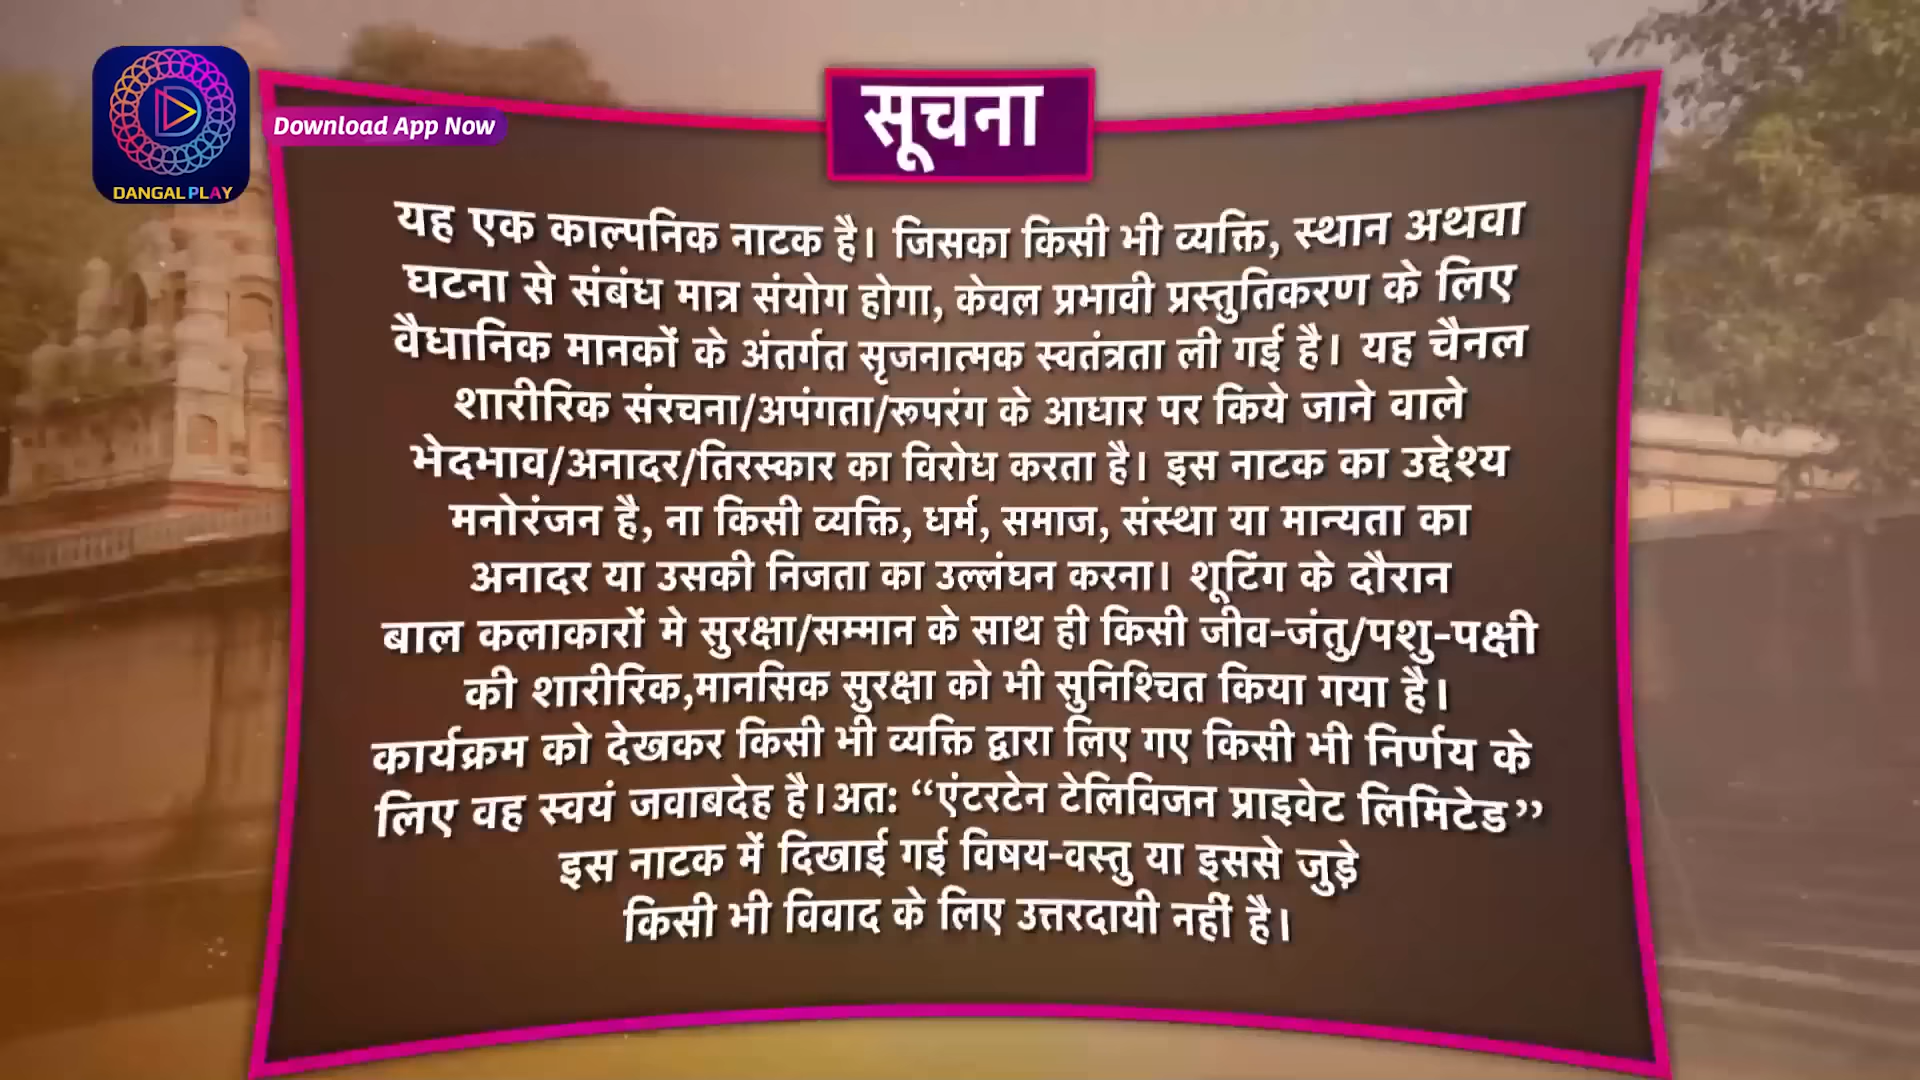 सूचना
Download App Now
DANGAL PLAY
यह एक काल्पनिक नाटक है। जिसका किसी भी व्यक्ति, स्थान अथवा
घटना से संबंध मात्र संयोग होगा, केवल प्रभावी प्रस्तुतिकरण के लिए
वैधानिक मानकों के अंतर्गत सृजनात्मक स्वतंत्रता ली गई है। यह चैनल
शारीरिक संरचना/अपंगता/रूपरंग के आधार पर किये जाने वाले
भेदभाव/अनादर/तिरस्कार का विरोध करता है। इस नाटक का उद्देश्य
मनोरंजन है, ना किसी व्यक्ति, धर्म, समाज, संस्था या मान्यता का
अनादर या उसकी निजता का उल्लंघन करना। शूटिंग के दौरान
बाल कलाकारों मे सुरक्षा/सम्मान के साथ ही किसी जीव-जंतु/पशु-पक्षी
की शारीरिक,मानसिक सुरक्षा को भी सुनिश्चित किया गया है।
कार्यक्रम को देखकर किसी भी व्यक्ति द्वारा लिए गए किसी भी निर्णय के
लिए वह स्वयं जवाबदेह है।अतः “एंटरटेन टेलिविजन प्राइवेट लिमिटेड”
इस नाटक में दिखाई गई विषय-वस्तु या इससे जुड़े
किसी भी विवाद के लिए उत्तरदायी नहीं है।